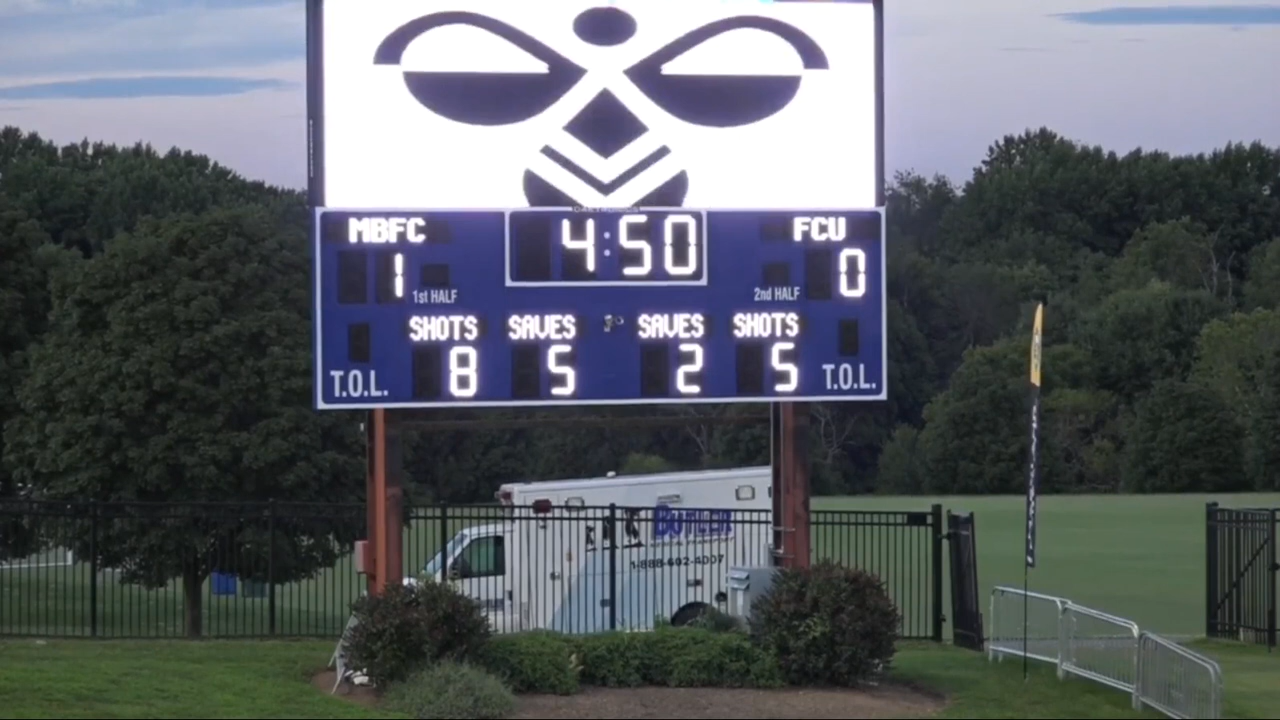 MBFC 4:50 FCU
1 0
1st HALF 2nd HALF
SHOTS SAVES SAVES SHOTS
8 5 2 5
T.O.L. T.O.L.
BUTLER
1-888-692-4007